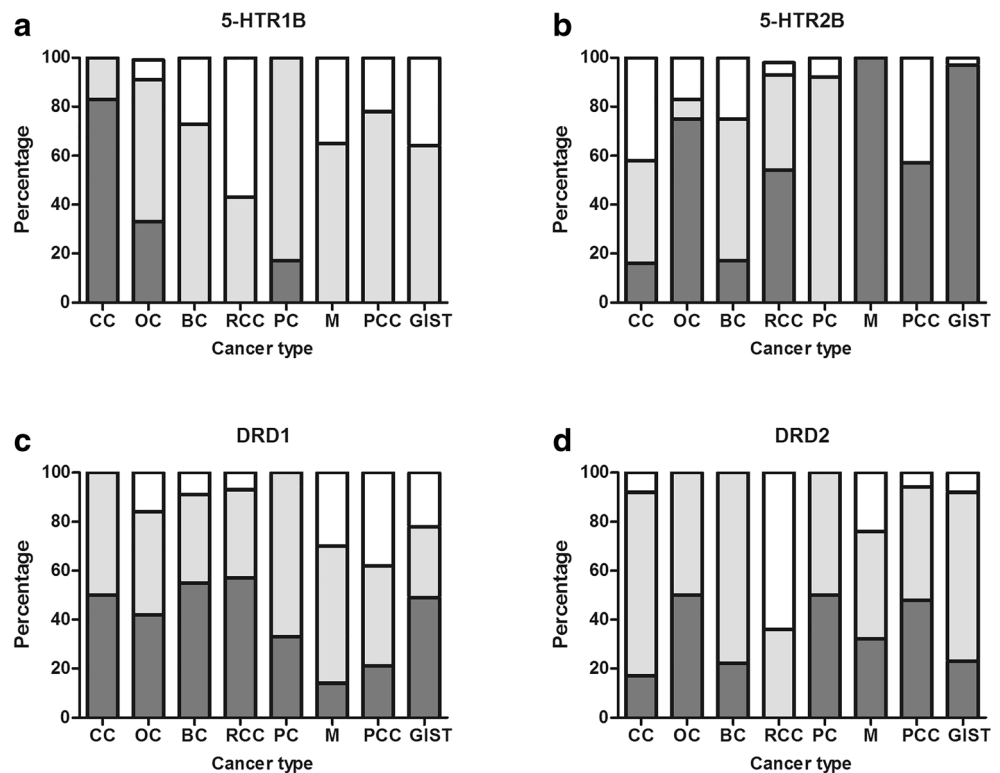 a
5-HTR1B
Percentage
100
80
60
40
20
0
CC OC BC RCC PC M PCC GIST
Cancer type
b
5-HTR2B
Percentage
100
80
60
40
20
0
CC OC BC RCC PC M PCC GIST
Cancer type
c
DRD1
Percentage
100
80
60
40
20
0
CC OC BC RCC PC M PCC GIST
Cancer type
d
DRD2
Percentage
100
80
60
40
20
0
CC OC BC RCC PC M PCC GIST
Cancer type